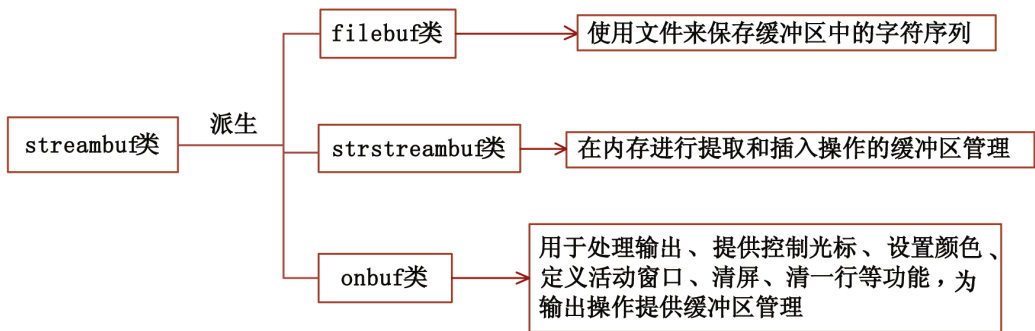 filebuf类
使用文件来保存缓冲区中的字符序列
派生
streambuf类
strstreambuf类
在内存进行提取和插入操作的缓冲区管理
onbuf类
用于处理输出、提供控制光标、设置颜色、
定义活动窗口、清屏、清一行等功能，为
输出操作提供缓冲区管理